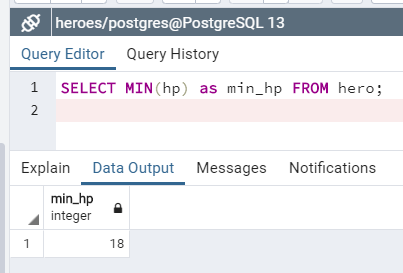 heroes/postgres@PostgreSQL 13
Query Editor Query History
1 SELECT MIN(hp) as min_hp FROM hero;
2
Explain Data Output Messages Notifications
min_hp
integer
1 18